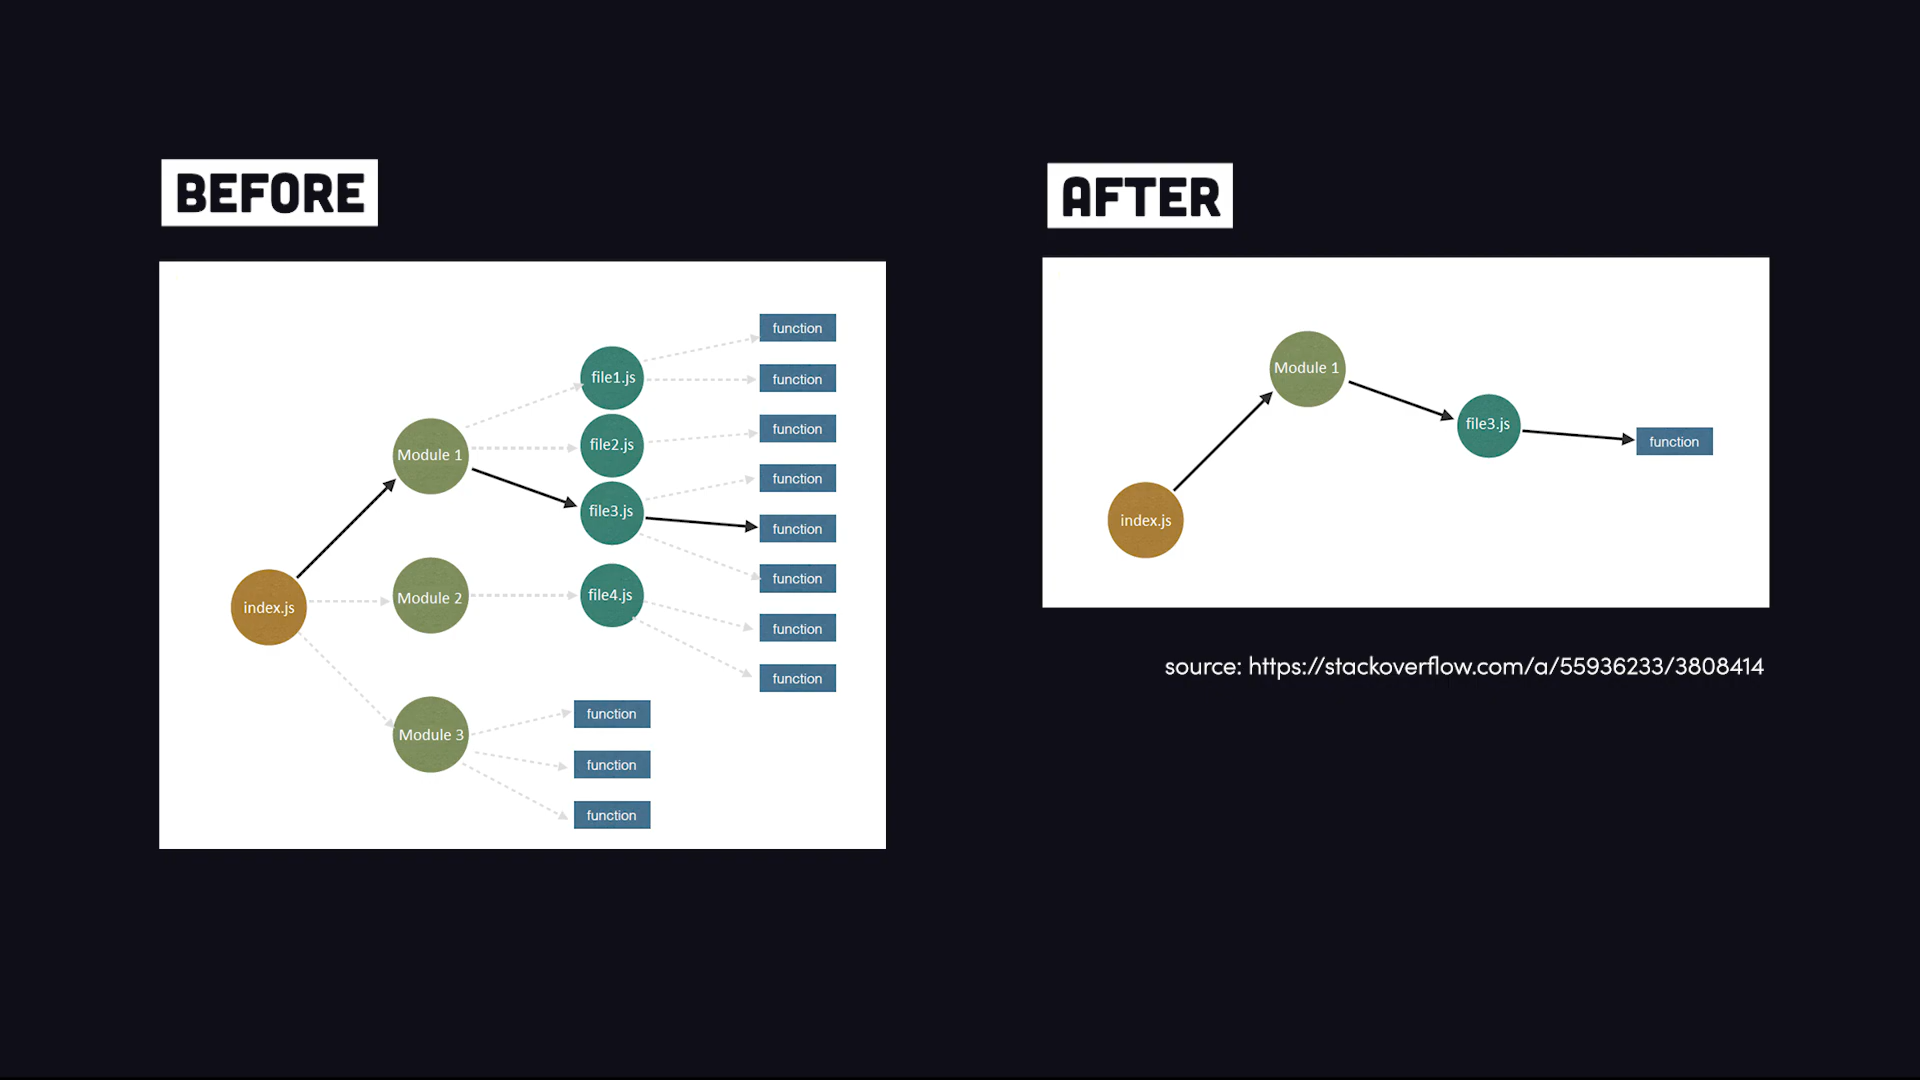 BEFORE
index.js
Module 1
Module 2
Module 3
file1.js
file2.js
file3.js
file4.js
function
function
function
function
function
function
function
function
function
function
function
AFTER
index.js
Module 1
file3.js
function
source: https://stackoverflow.com/a/55936233/3808414